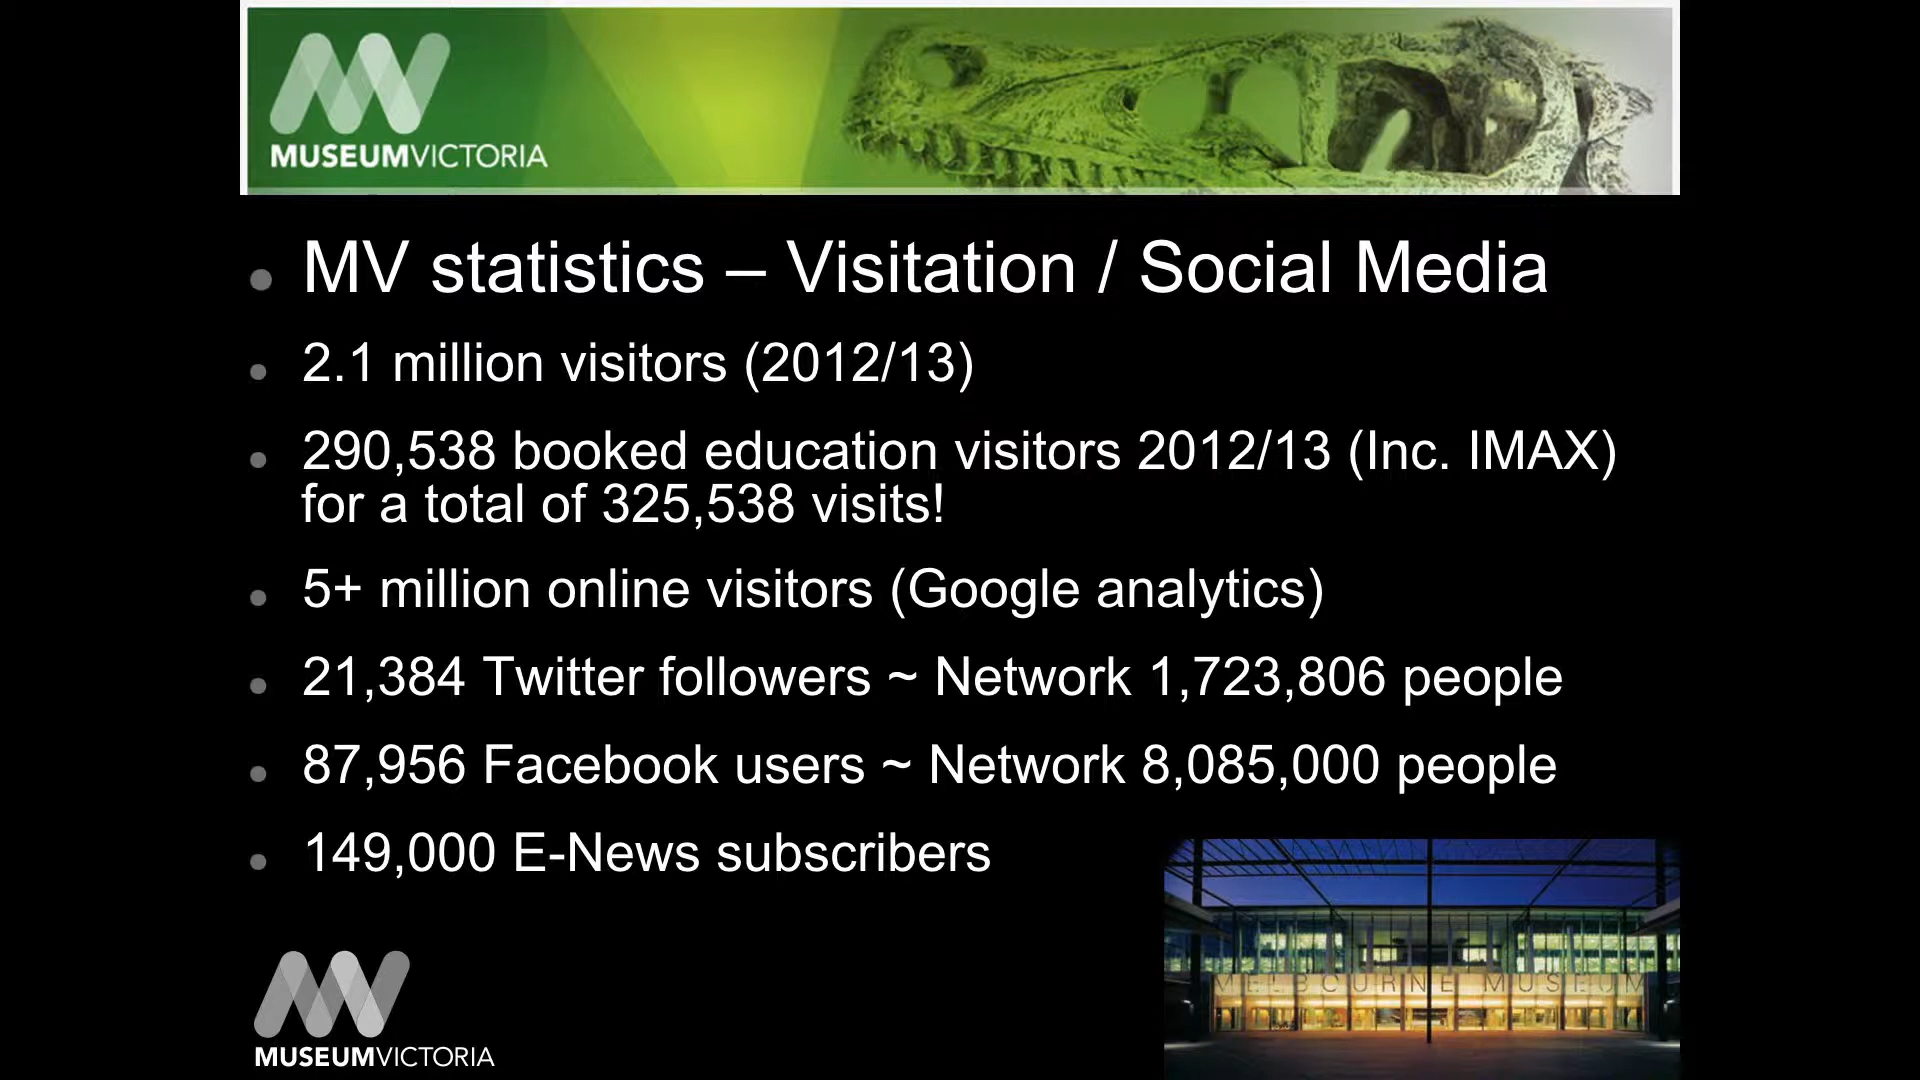 MUSEUMVICTORIA
MV statistics – Visitation / Social Media
2.1 million visitors (2012/13)
290,538 booked education visitors 2012/13 (Inc. IMAX)
for a total of 325,538 visits!
5+ million online visitors (Google analytics)
21,384 Twitter followers ~ Network 1,723,806 people
87,956 Facebook users ~ Network 8,085,000 people
149,000 E-News subscribers
MELBOURNE MUSEUM
MUSEUMVICTORIA